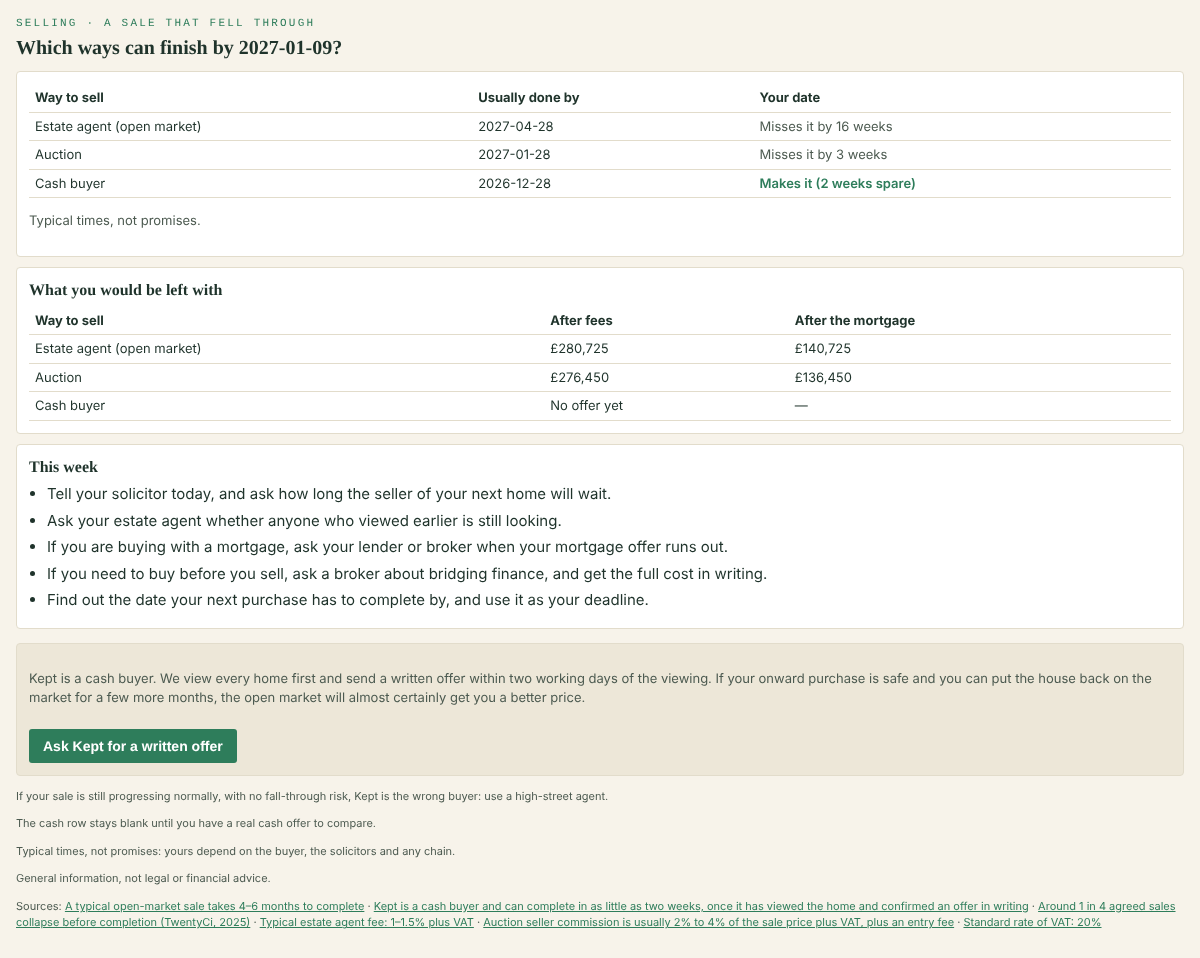 SELLING · A SALE THAT FELL THROUGH
Which ways can finish by 2027-01-09?
Way to sell Usually done by Your date
Estate agent (open market) 2027-04-28 Misses it by 16 weeks
Auction 2027-01-28 Misses it by 3 weeks
Cash buyer 2026-12-28 Makes it (2 weeks spare)
Typical times, not promises.
What you would be left with
Way to sell After fees After the mortgage
Estate agent (open market) £280,725 £140,725
Auction £276,450 £136,450
Cash buyer No offer yet —
This week
• Tell your solicitor today, and ask how long the seller of your next home will wait.
• Ask your estate agent whether anyone who viewed earlier is still looking.
• If you are buying with a mortgage, ask your lender or broker when your mortgage offer runs out.
• If you need to buy before you sell, ask a broker about bridging finance, and get the full cost in writing.
• Find out the date your next purchase has to complete by, and use it as your deadline.
Kept is a cash buyer. We view every home first and send a written offer within two working days of the viewing. If your onward purchase is safe and you can put the house back on the
market for a few more months, the open market will almost certainly get you a better price.
Ask Kept for a written offer
If your sale is still progressing normally, with no fall-through risk, Kept is the wrong buyer: use a high-street agent.
The cash row stays blank until you have a real cash offer to compare.
Typical times, not promises: yours depend on the buyer, the solicitors and any chain.
General information, not legal or financial advice.
Sources: A typical open-market sale takes 4–6 months to complete · Kept is a cash buyer and can complete in as little as two weeks, once it has viewed the home and confirmed an offer in writing · Around 1 in 4 agreed sales
collapse before completion (TwentyCi, 2025) · Typical estate agent fee: 1–1.5% plus VAT · Auction seller commission is usually 2% to 4% of the sale price plus VAT, plus an entry fee · Standard rate of VAT: 20%